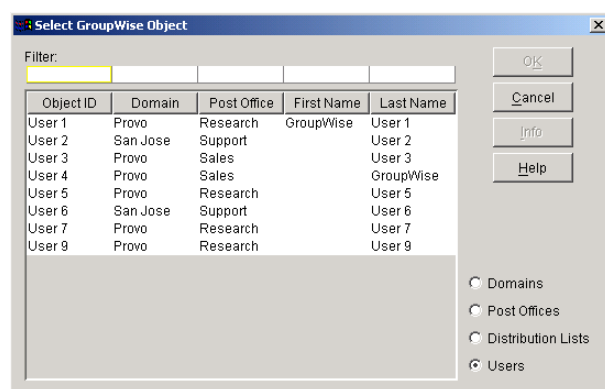 Select GroupWise Object
Filter:
OK
Cancel
Info
Help
Object ID Domain Post Office First Name Last Name
User 1 Provo Research GroupWise User 1
User 2 San Jose Support User 2
User 3 Provo Sales User 3
User 4 Provo Sales GroupWise
User 5 Provo Research User 5
User 6 San Jose Support User 6
User 7 Provo Research User 7
User 9 Provo Research User 9
Domains
Post Offices
Distribution Lists
Users